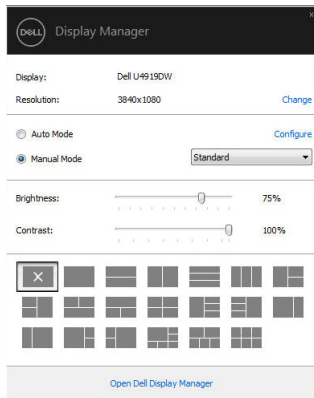 x
DELL Display Manager
Display: Dell U4919DW
Resolution: 3840x1080 Change
Auto Mode Configure
Manual Mode Standard
Brightness: 75%
Contrast: 100%
X
Open Dell Display Manager